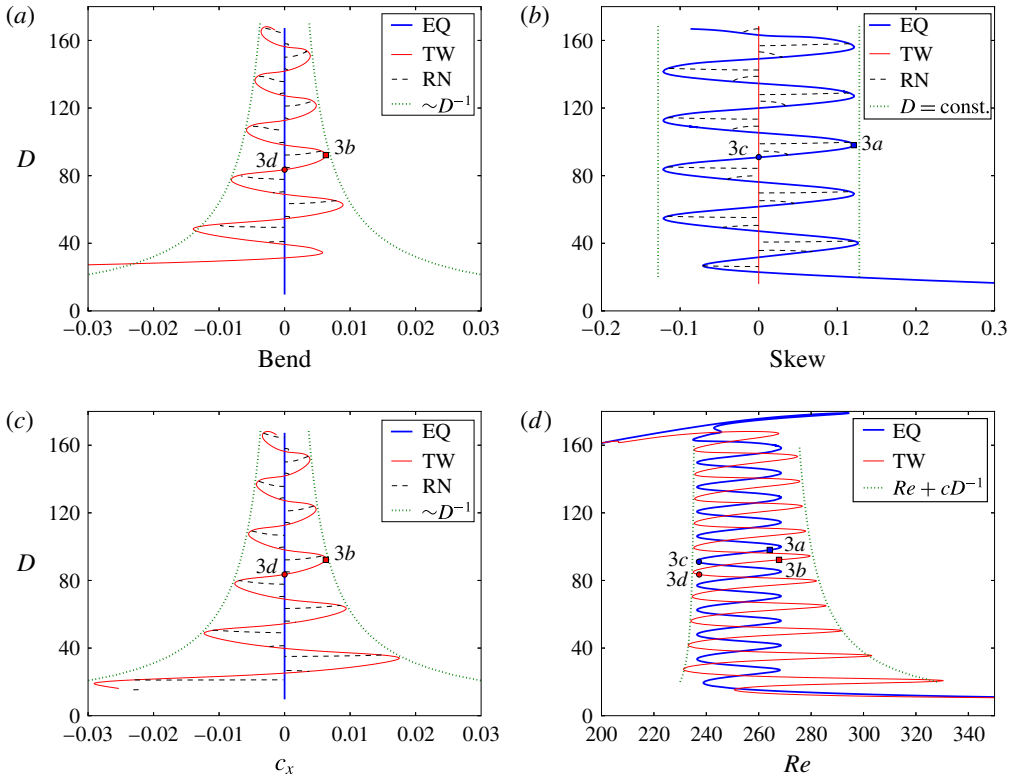 (a)
160
120
D
80
40
0
−0.03
−0.02
−0.01
0
0.01
0.02
0.03
Bend
EQ
TW
RN
~D⁻¹
3b
3d
(b)
160
120
80
40
0
−0.2
−0.1
0
0.1
0.2
0.3
Skew
EQ
TW
RN
D = const.
3c
3a
(c)
160
120
D
80
40
0
−0.03
−0.02
−0.01
0
0.01
0.02
0.03
cₓ
EQ
TW
RN
~D⁻¹
3b
3d
(d)
160
120
80
40
0
200
220
240
260
280
300
320
340
Re
EQ
TW
Re + cD⁻¹
3a
3c
3b
3d